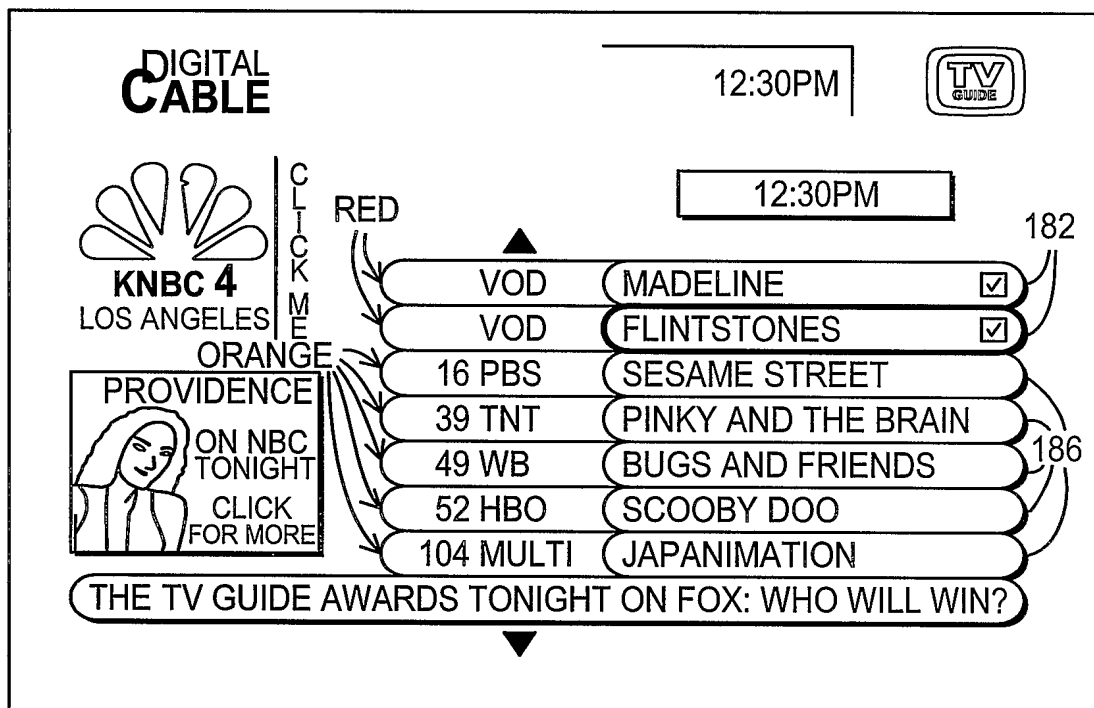 DIGITAL
CABLE
12:30PM
TV
GUIDE
KNBC 4
LOS ANGELES
CLICK ME
RED
12:30PM
182
VOD MADELINE
VOD FLINTSTONES
ORANGE
16 PBS SESAME STREET
39 TNT PINKY AND THE BRAIN
49 WB BUGS AND FRIENDS
52 HBO SCOOBY DOO
104 MULTI JAPANIMATION
186
PROVIDENCE
ON NBC
TONIGHT
CLICK
FOR MORE
THE TV GUIDE AWARDS TONIGHT ON FOX: WHO WILL WIN?